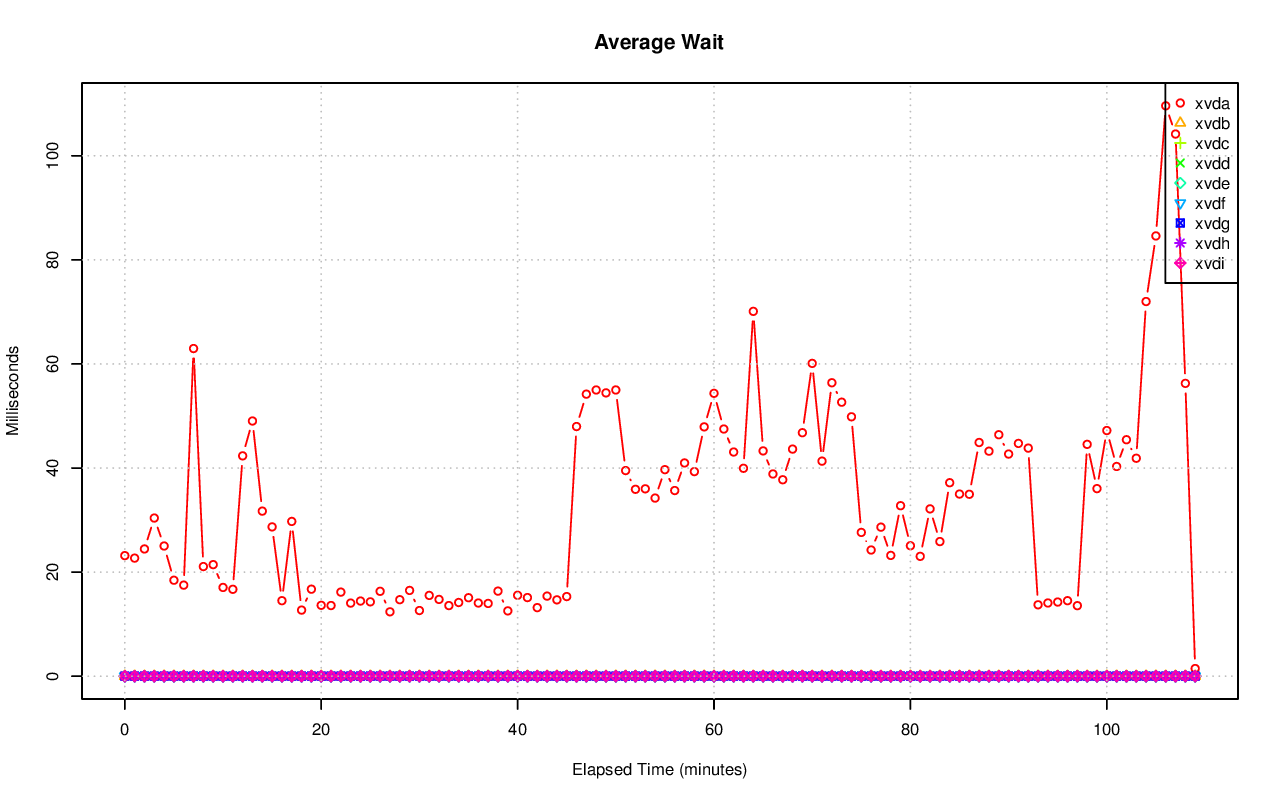 Average Wait
Milliseconds
0
20
40
60
80
100
0
20
40
60
80
100
Elapsed Time (minutes)
xvda
xvdb
xvdc
xvdd
xvde
xvdf
xvdg
xvdh
xvdi